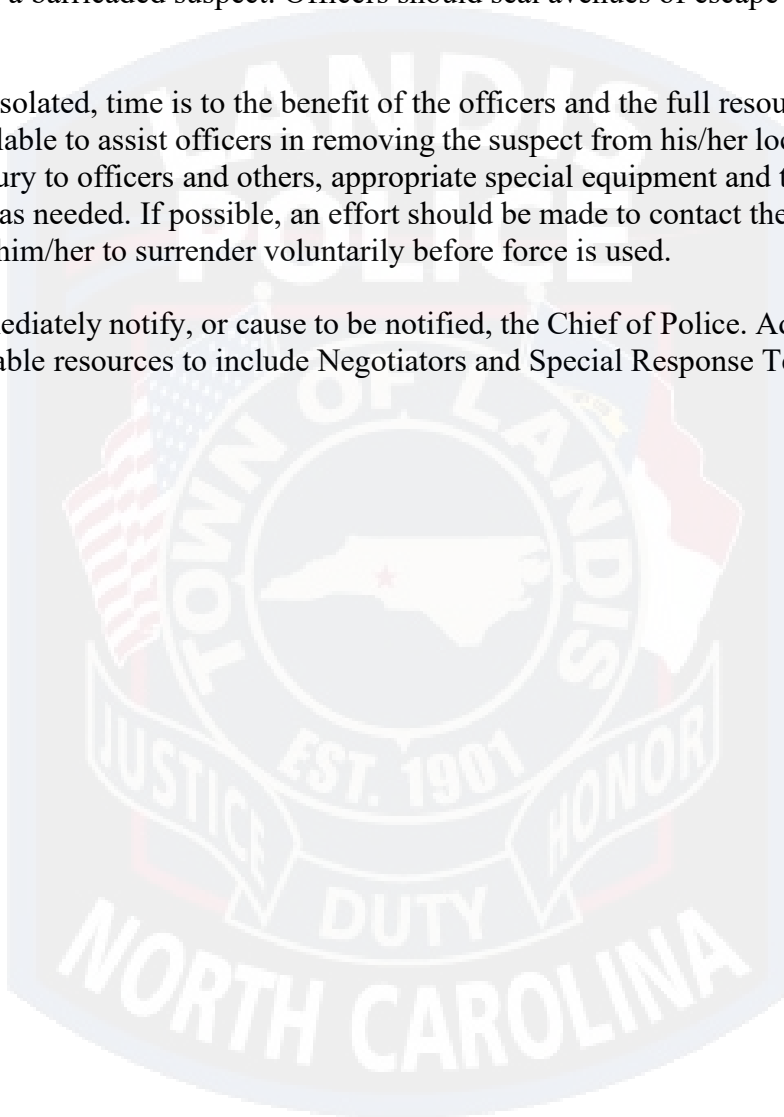 a barricaded suspect. Officers should seal avenues of escape
solated, time is to the benefit of the officers and the full resou
lable to assist officers in removing the suspect from his/her loc
ury to officers and others, appropriate special equipment and t
as needed. If possible, an effort should be made to contact the
him/her to surrender voluntarily before force is used.
ediately notify, or cause to be notified, the Chief of Police. Ad
able resources to include Negotiators and Special Response Te
LANDIS
POLICE
TOWN OF LANDIS
EST. 1901
JUSTICE
DUTY
HONOR
NORTH CAROLINA